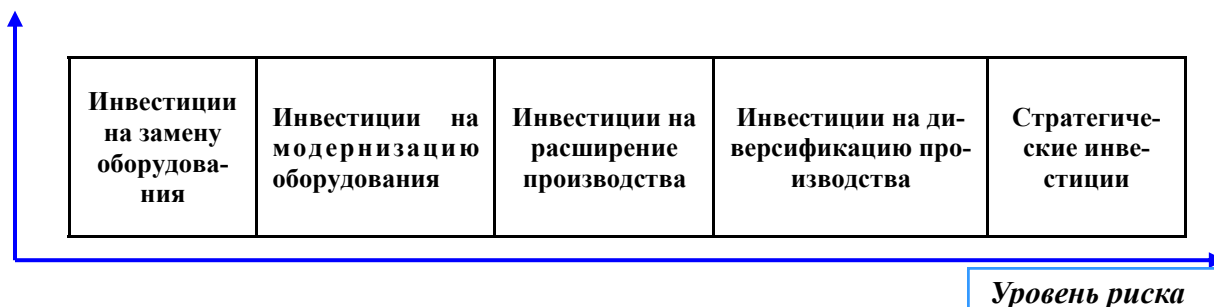 Инвестиции
на замену
оборудова-
ния
Инвестиции на
модернизацию
оборудования
Инвестиции на
расширение
производства
Инвестиции на ди-
версификацию про-
изводства
Стратегиче-
ские инве-
стиции
Уровень риска